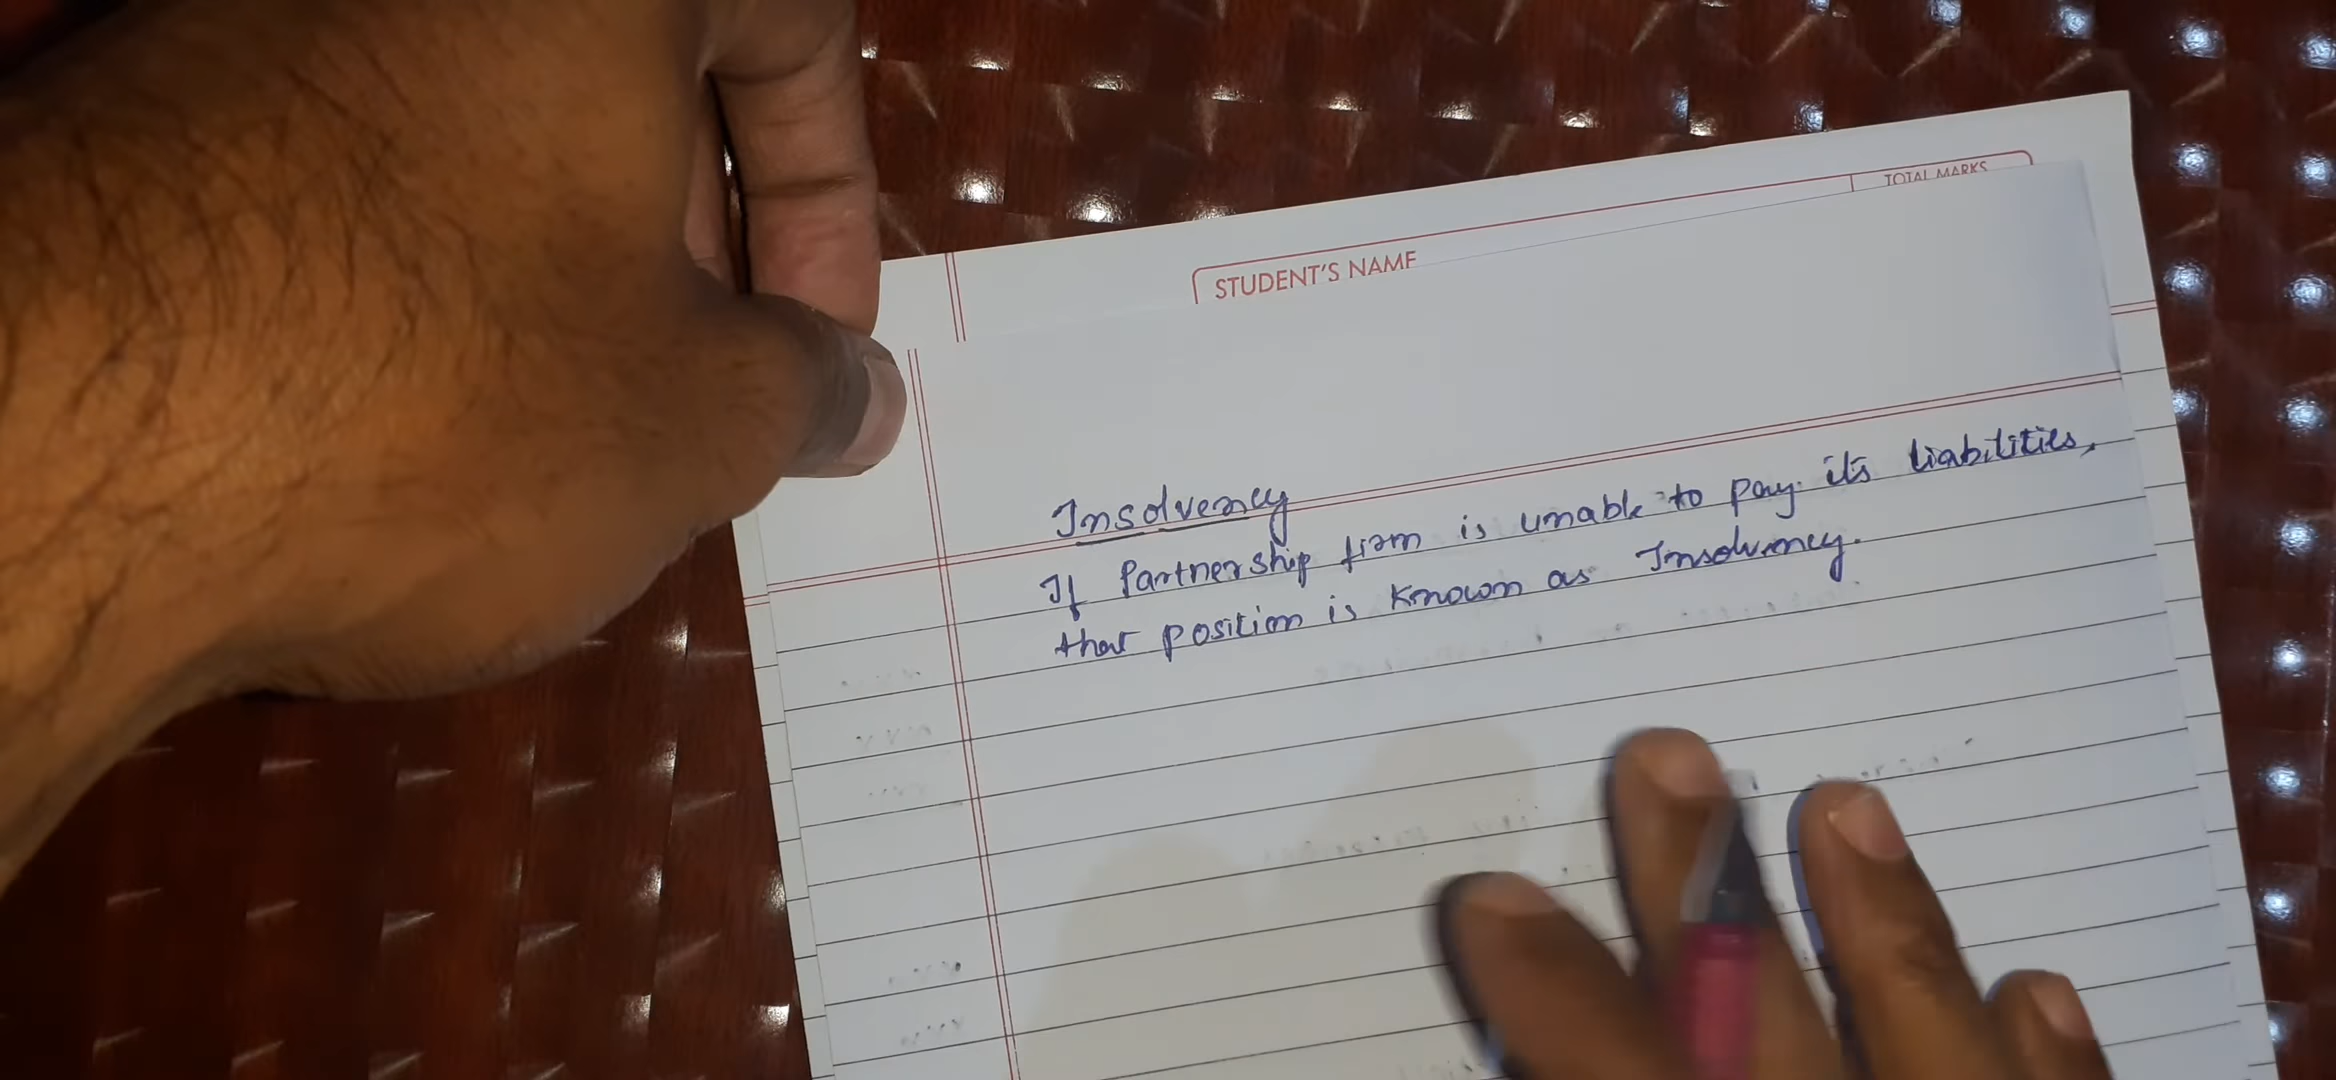 TOTAL MARKS
STUDENT'S NAME
Insolvency
If Partnership firm is unable to pay its liabilities,
that position is known as Insolvency.